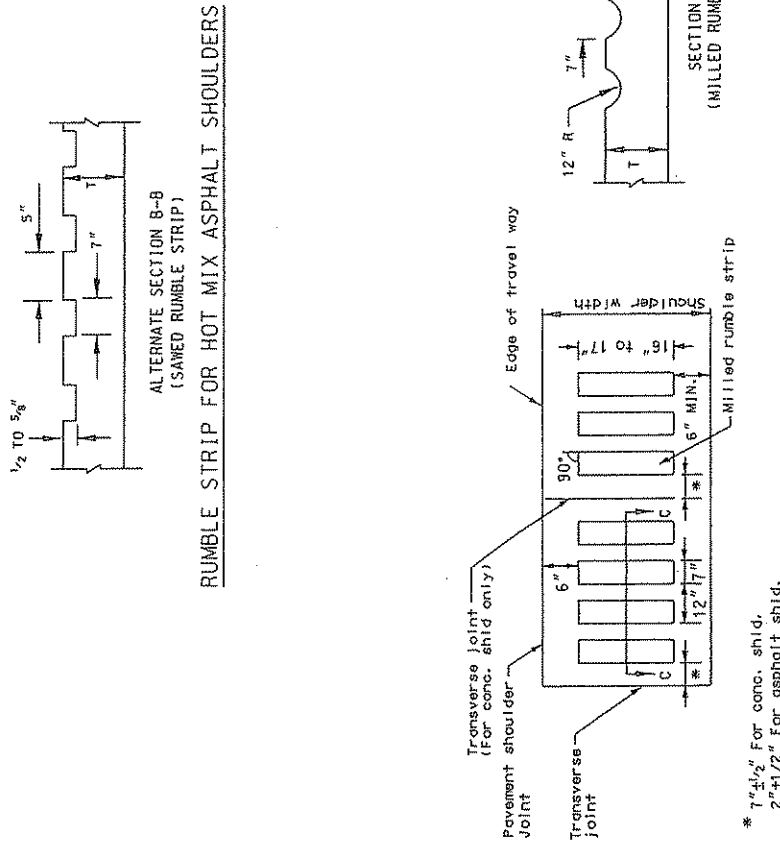 1/2 TO 5/8"
5"
7"
T
ALTERNATE SECTION B-B
(SAWED RUMBLE STRIP)
RUMBLE STRIP FOR HOT MIX ASPHALT SHOULDERS
Transverse joint
(For conc. shld only)
Pavement shoulder
Joint
Transverse
joint
Edge of travel way
6"
90°
16" to 17"
Shoulder width
C
C
12"
7"
*
*
6" MIN.
Milled rumble strip
* 7"±1/2" For conc. shld.
2"±1/2" For asphalt shld.
12" R
7"
T
SECTION
(MILLED